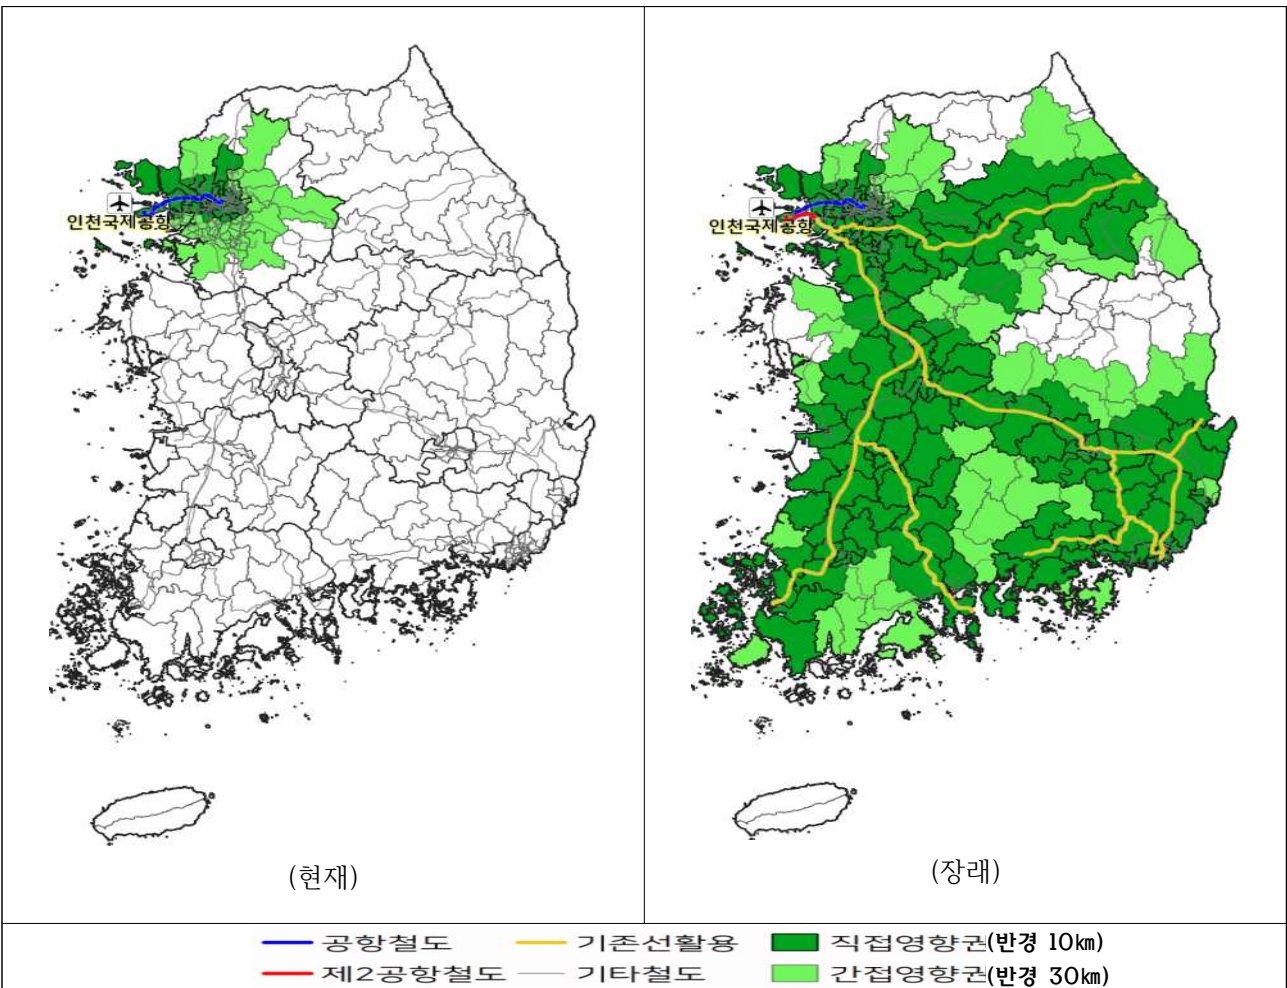 인천국제공항
인천국제공항
(현재)
(장래)
공항철도
기존선활용
직접영향권(반경 10㎞)
제2공항철도
기타철도
간접영향권(반경 30㎞)